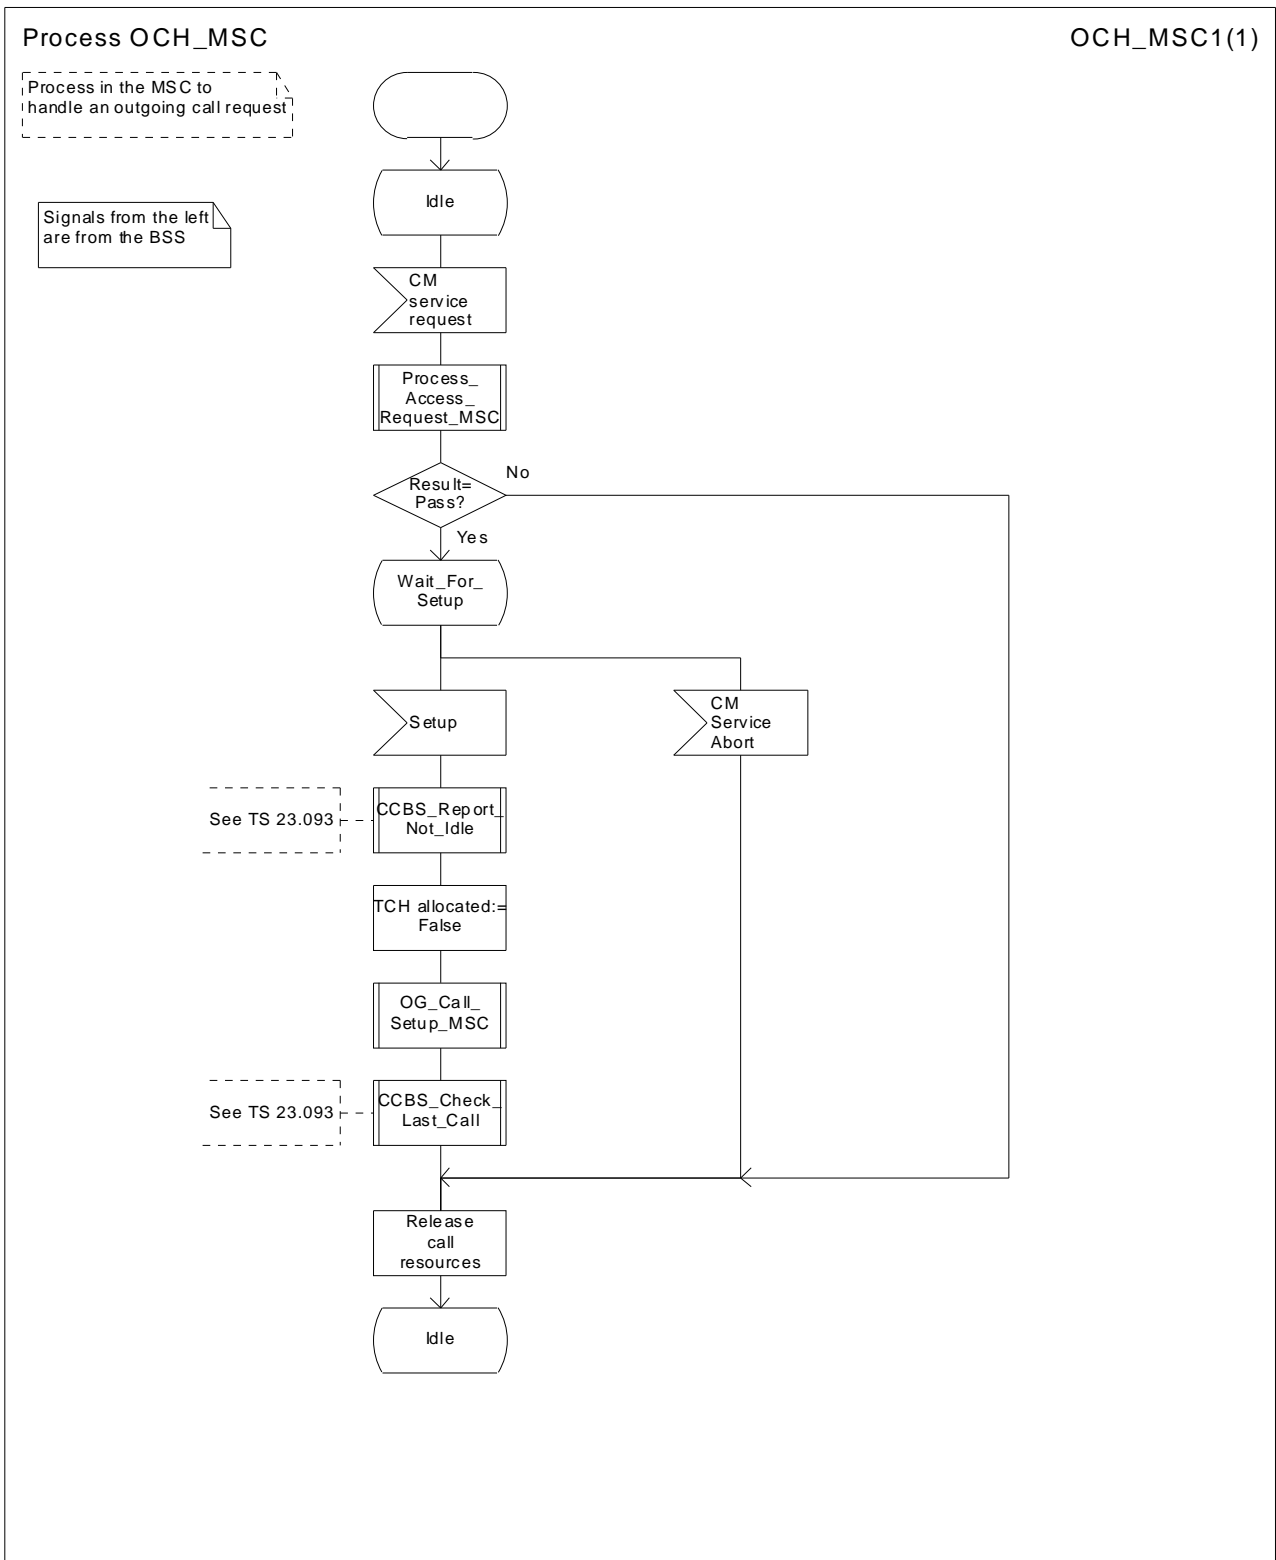 Process OCH_MSC
OCH_MSC1(1)
Process in the MSC to
handle an outgoing call request
Signals from the left
are from the BSS
Idle
CM
service
request
Process_
Access_
Request_MSC
Result=
Pass?
No
Yes
Wait_For_
Setup
Setup
CM
Service
Abort
See TS 23.093
CCBS_Report_
Not_Idle
TCH allocated:=
False
OG_Call_
Setup_MSC
See TS 23.093
CCBS_Check_
Last_Call
Release
call
resources
Idle